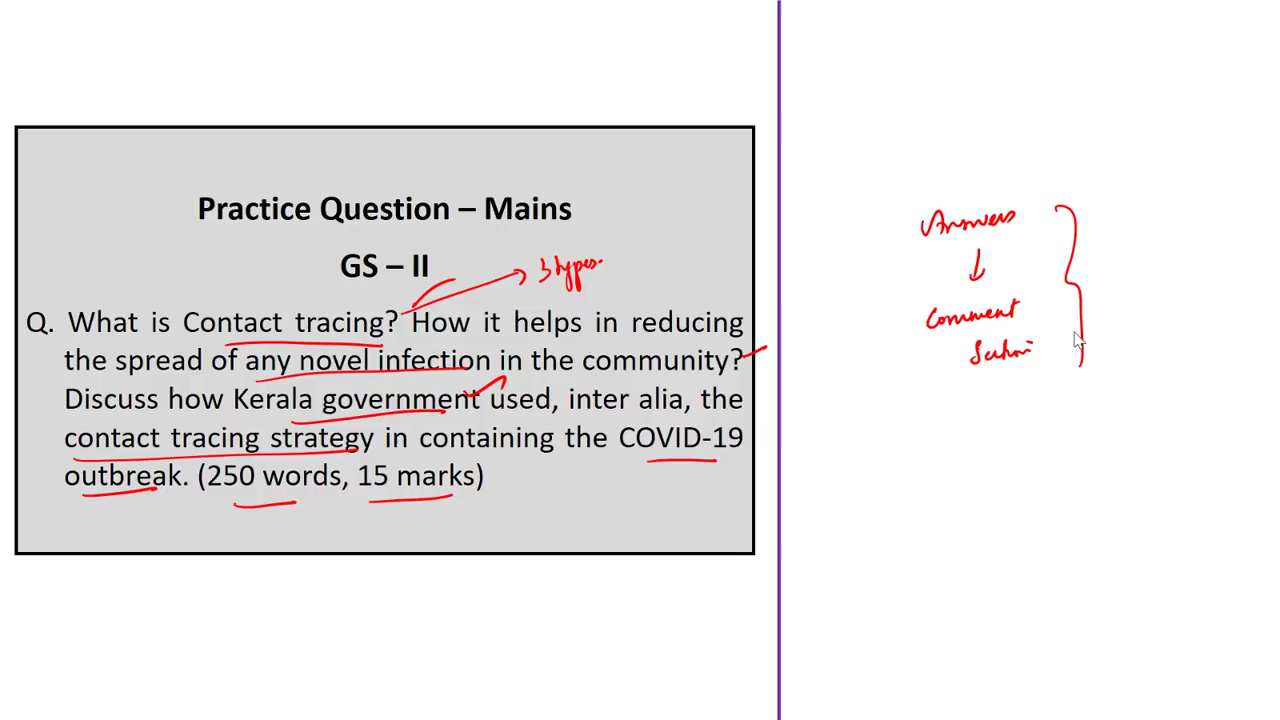 Practice Question – Mains
GS – II
3 types.
Q. What is Contact tracing? How it helps in reducing
the spread of any novel infection in the community?
Discuss how Kerala government used, inter alia, the
contact tracing strategy in containing the COVID-19
outbreak. (250 words, 15 marks)
Answers
Comment
Section